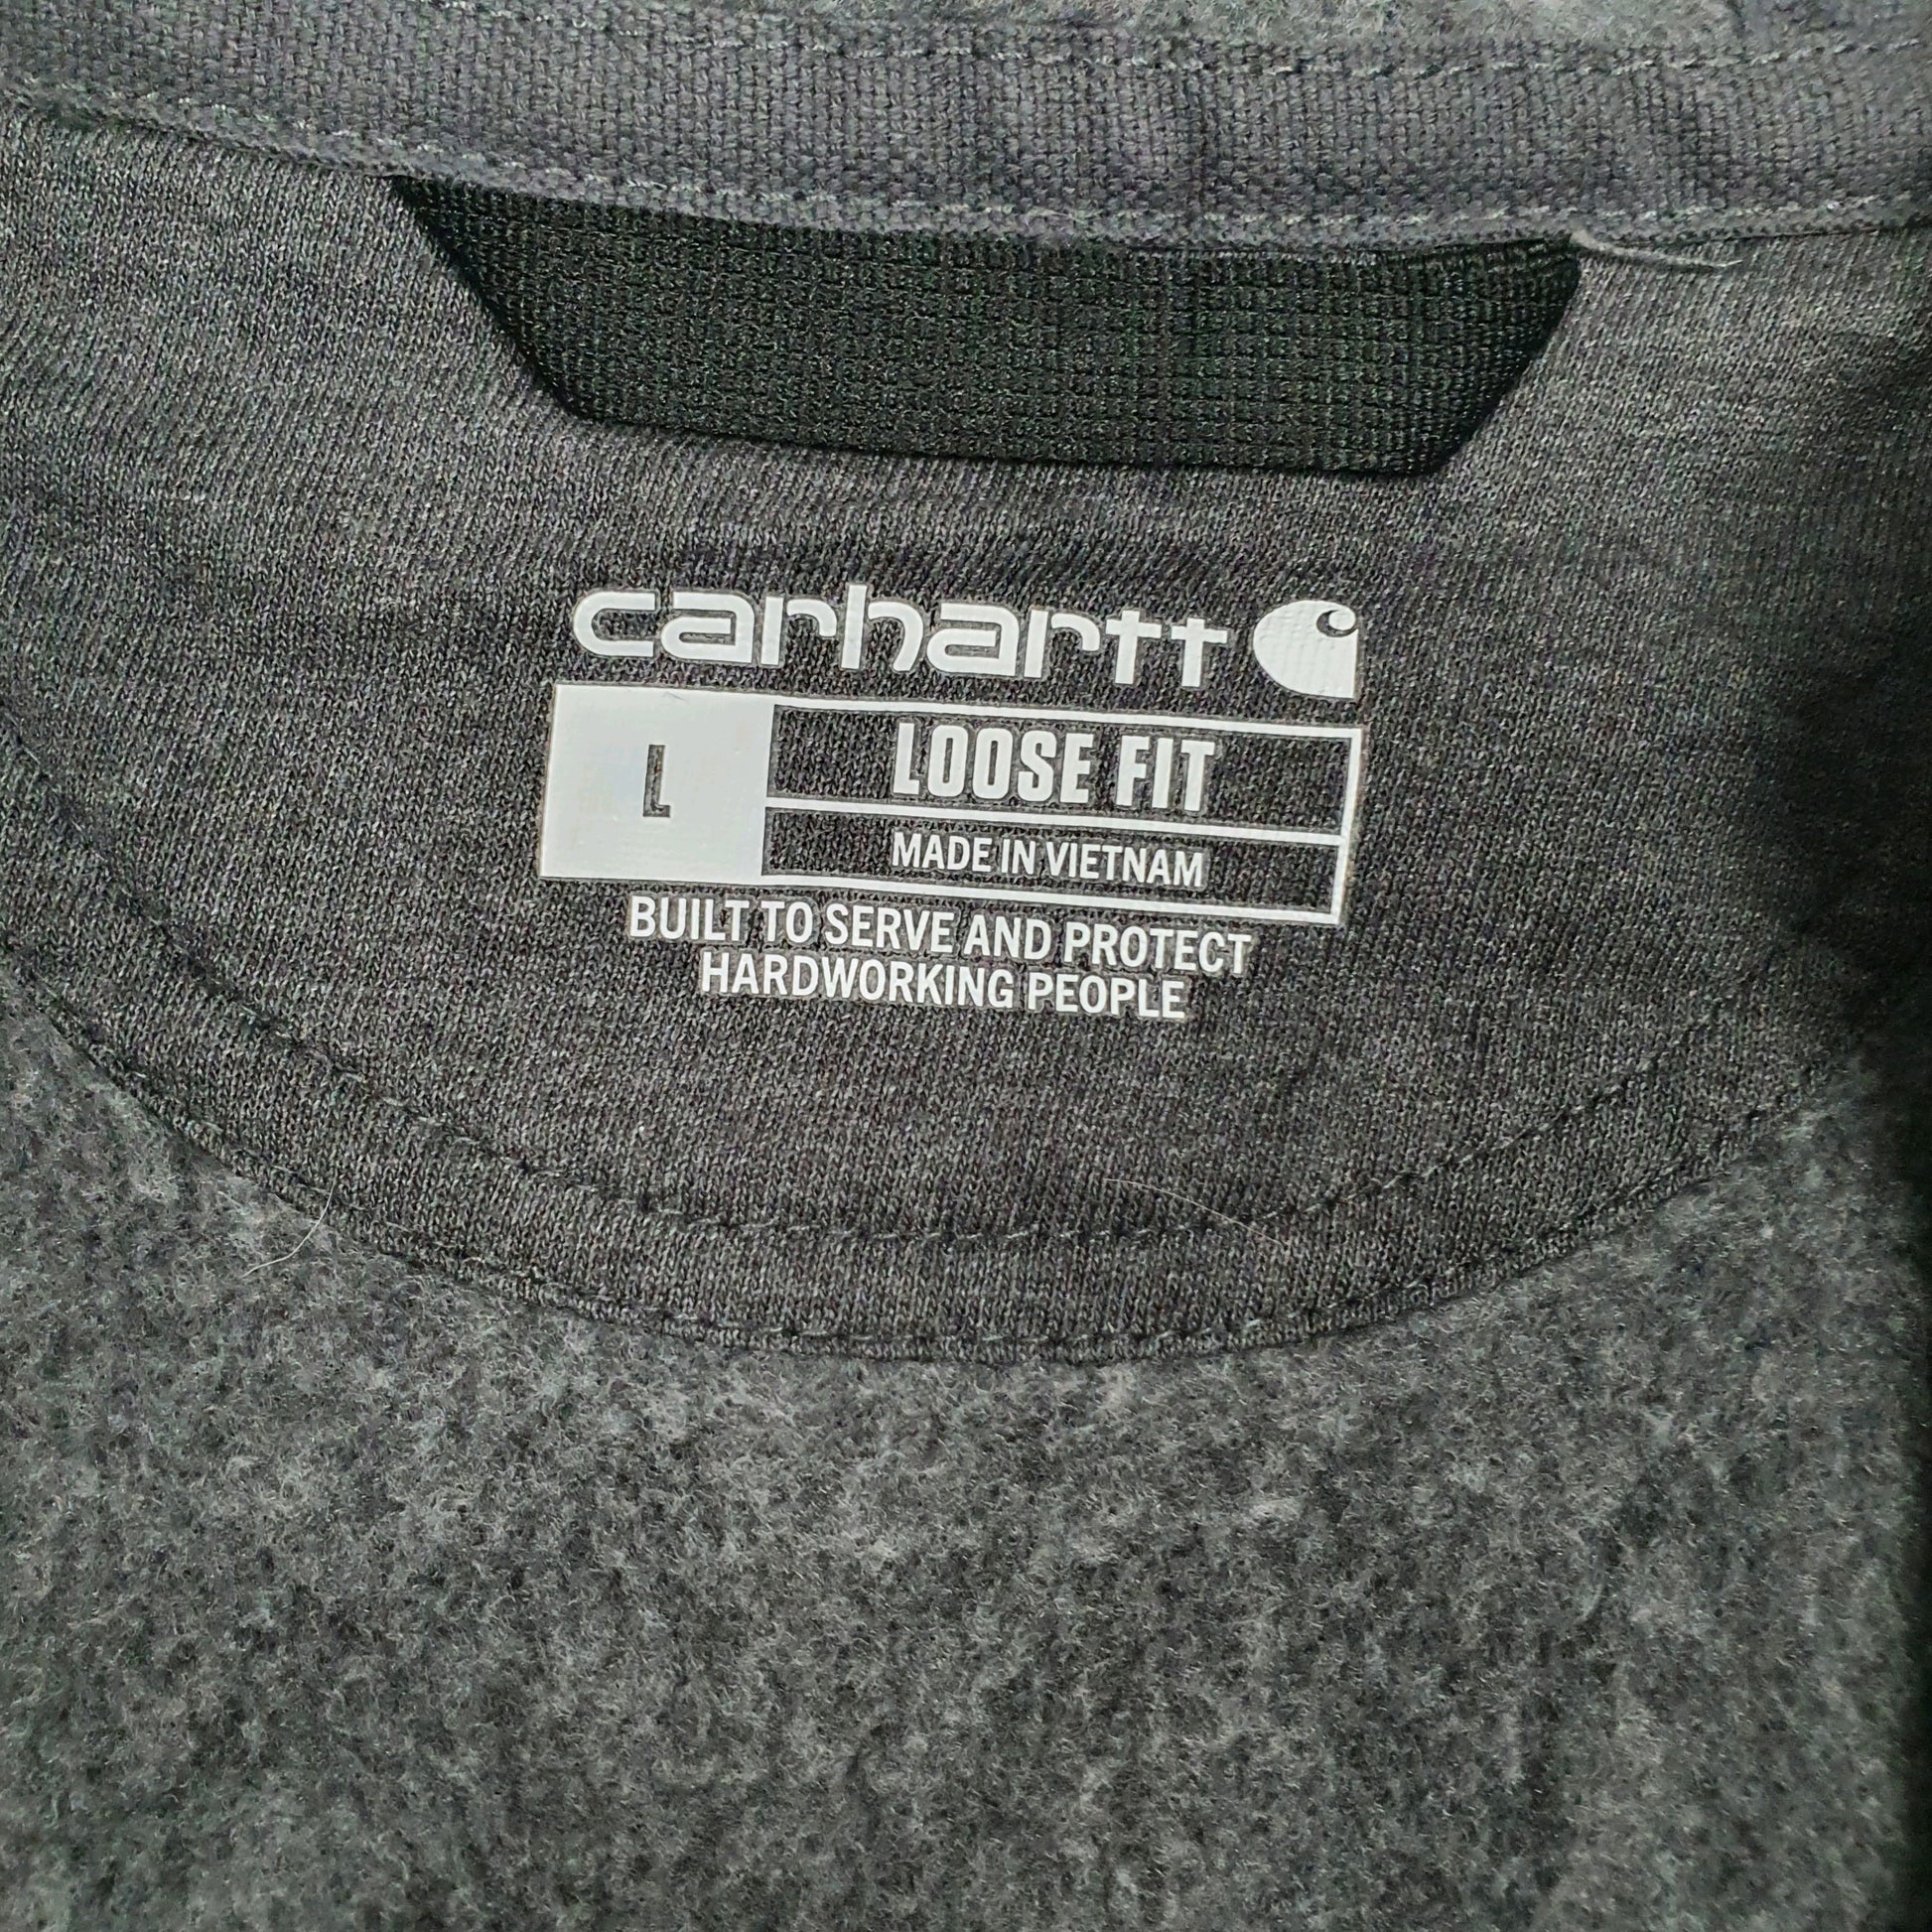 carhartt
L
LOOSE FIT
MADE IN VIETNAM
BUILT TO SERVE AND PROTECT
HARDWORKING PEOPLE